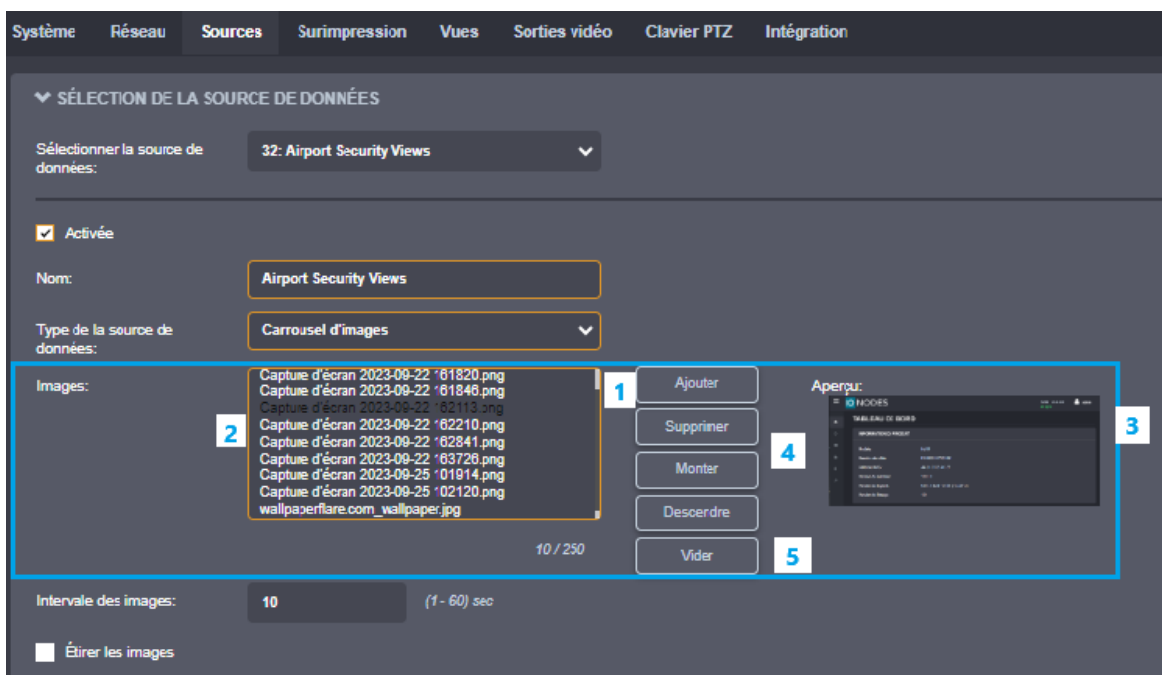 Système Réseau Sources Surimpression Vues Sorties vidéo Clavier PTZ Intégration
SÉLECTION DE LA SOURCE DE DONNÉES
Sélectionner la source de
données:
32: Airport Security Views
Activée
Nom:
Airport Security Views
Type de la source de
données:
Carrousel d'images
Images:
Capture d'écran 2023-09-22 161820.png
Capture d'écran 2023-09-22 161846.png
Capture d'écran 2023-09-22 162113.png
Capture d'écran 2023-09-22 162210.png
Capture d'écran 2023-09-22 162841.png
Capture d'écran 2023-09-22 163726.png
Capture d'écran 2023-09-25 101914.png
Capture d'écran 2023-09-25 102120.png
wallpaperflare.com_wallpaper.jpg
10 / 250
1
2
Ajouter
Supprimer
Monter
Descerdre
Vider
4
5
Aperçu:
NODES
TABLEAU DE BORD
3
Intervale des images:
10
(1 - 60) sec
Étirer les images